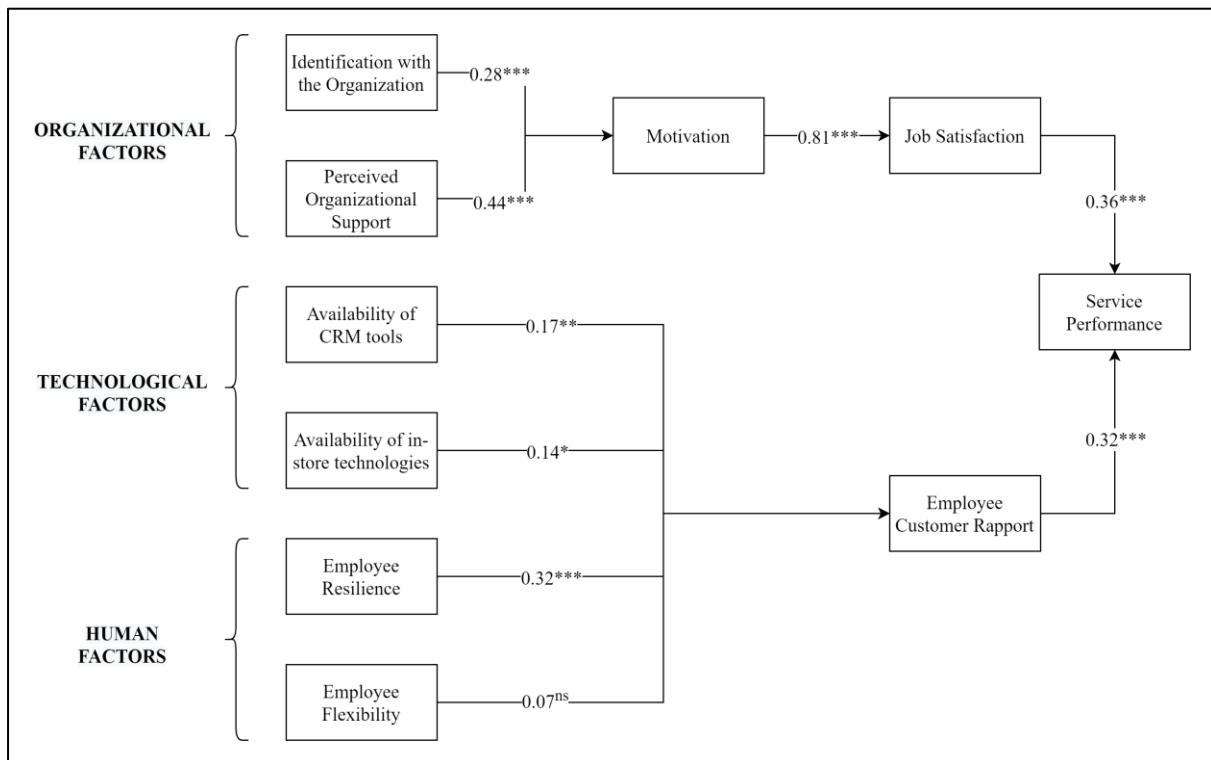 Identification with
the Organization
0.28***
ORGANIZATIONAL
FACTORS
Motivation
0.81***
Job Satisfaction
Perceived
Organizational
Support
0.44***
0.36***
Availability of
CRM tools
0.17**
Service
Performance
TECHNOLOGICAL
FACTORS
Availability of in-
store technologies
0.14*
0.32***
Employee
Customer Rapport
Employee
Resilience
0.32***
HUMAN
FACTORS
Employee
Flexibility
0.07ns